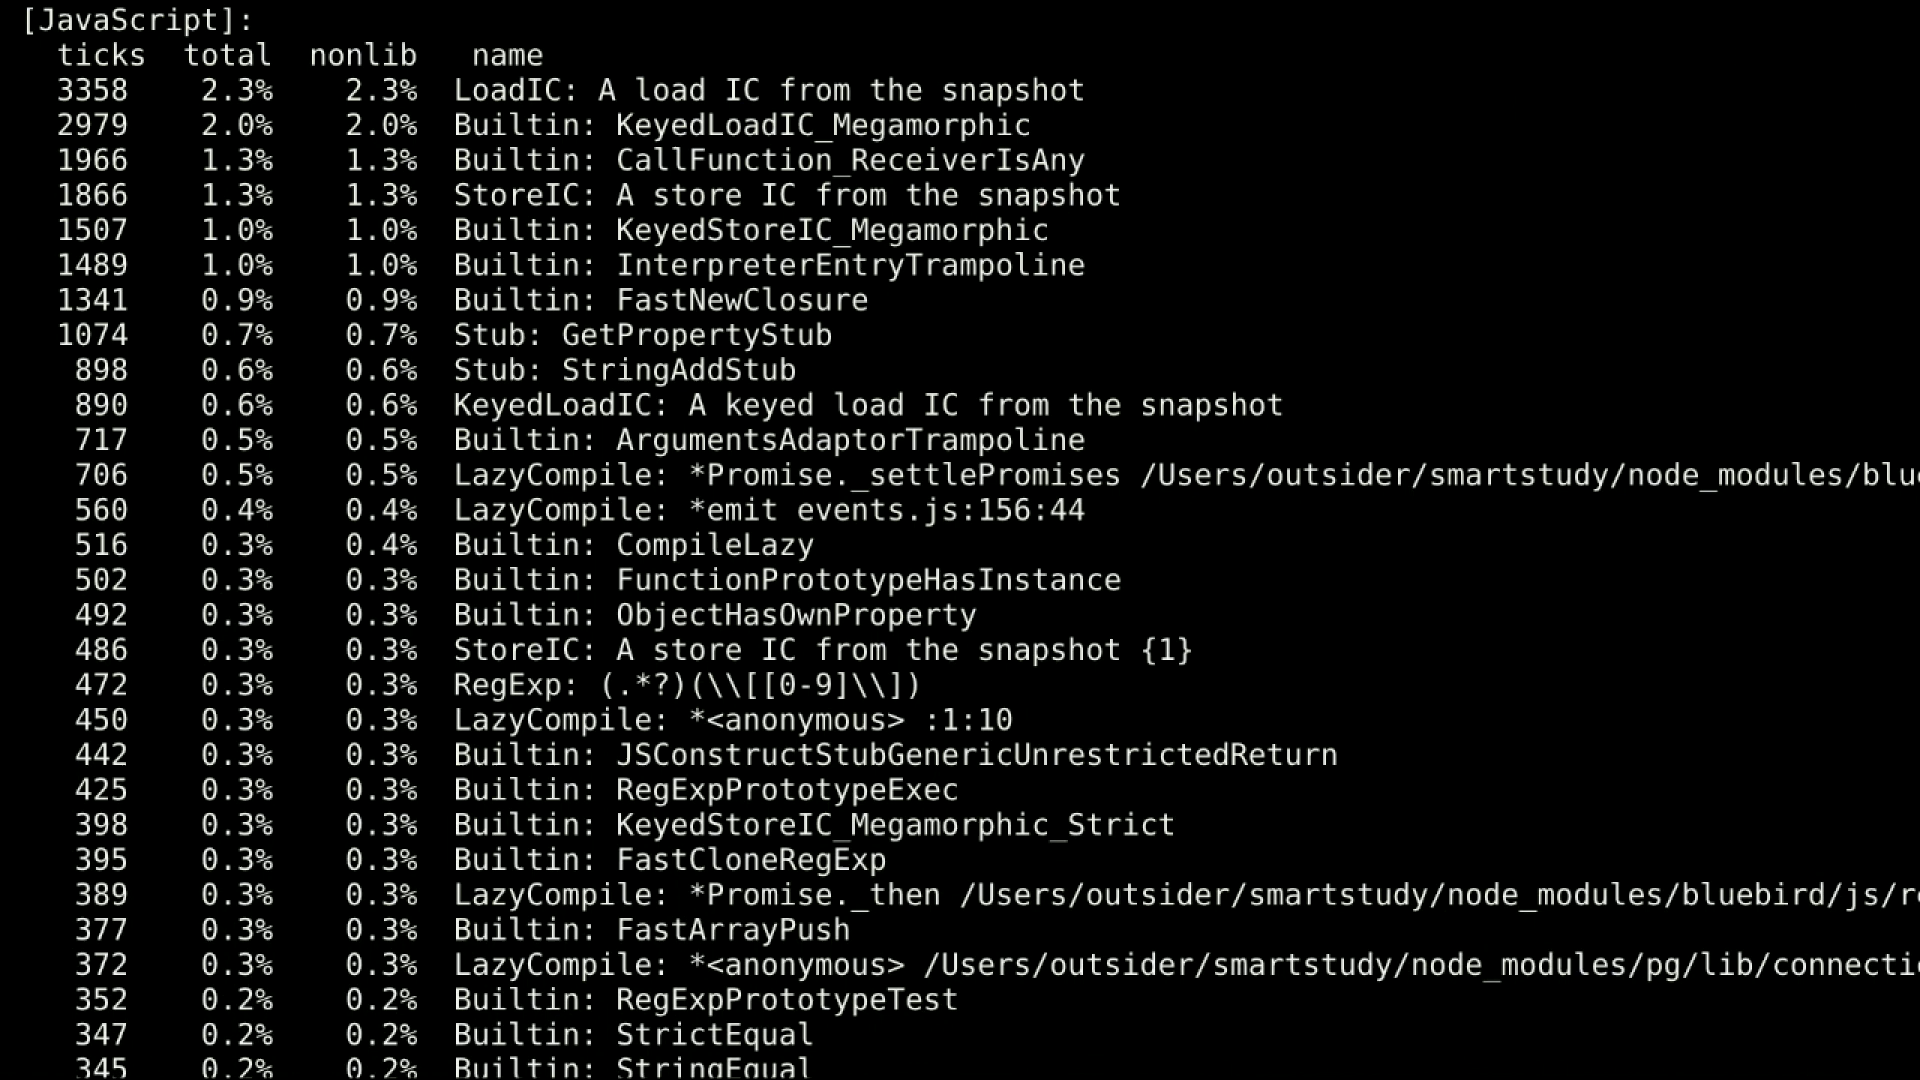 [JavaScript]:
ticks total nonlib name
3358 2.3% 2.3% LoadIC: A load IC from the snapshot
2979 2.0% 2.0% Builtin: KeyedLoadIC_Megamorphic
1966 1.3% 1.3% Builtin: CallFunction_ReceiverIsAny
1866 1.3% 1.3% StoreIC: A store IC from the snapshot
1507 1.0% 1.0% Builtin: KeyedStoreIC_Megamorphic
1489 1.0% 1.0% Builtin: InterpreterEntryTrampoline
1341 0.9% 0.9% Builtin: FastNewClosure
1074 0.7% 0.7% Stub: GetPropertyStub
898 0.6% 0.6% Stub: StringAddStub
890 0.6% 0.6% KeyedLoadIC: A keyed load IC from the snapshot
717 0.5% 0.5% Builtin: ArgumentsAdaptorTrampoline
706 0.5% 0.5% LazyCompile: *Promise._settlePromises /Users/outsider/smartstudy/node_modules/blue
560 0.4% 0.4% LazyCompile: *emit events.js:156:44
516 0.3% 0.4% Builtin: CompileLazy
502 0.3% 0.3% Builtin: FunctionPrototypeHasInstance
492 0.3% 0.3% Builtin: ObjectHasOwnProperty
486 0.3% 0.3% StoreIC: A store IC from the snapshot {1}
472 0.3% 0.3% RegExp: (.*?)(\\[[0-9]\\])
450 0.3% 0.3% LazyCompile: *<anonymous> :1:10
442 0.3% 0.3% Builtin: JSConstructStubGenericUnrestrictedReturn
425 0.3% 0.3% Builtin: RegExpPrototypeExec
398 0.3% 0.3% Builtin: KeyedStoreIC_Megamorphic_Strict
395 0.3% 0.3% Builtin: FastCloneRegExp
389 0.3% 0.3% LazyCompile: *Promise._then /Users/outsider/smartstudy/node_modules/bluebird/js/re
377 0.3% 0.3% Builtin: FastArrayPush
372 0.3% 0.3% LazyCompile: *<anonymous> /Users/outsider/smartstudy/node_modules/pg/lib/connectio
352 0.2% 0.2% Builtin: RegExpPrototypeTest
347 0.2% 0.2% Builtin: StrictEqual
345 0.2% 0.2% Builtin: StringEqual